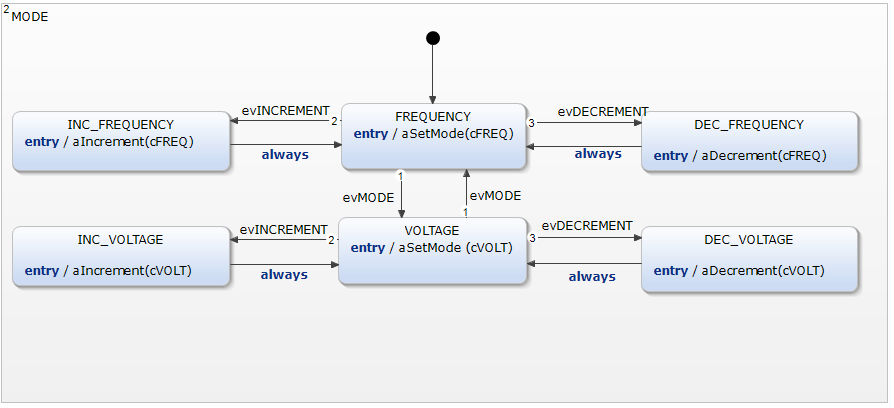 2
MODE
INC_FREQUENCY
entry / aIncrement(cFREQ)
evINCREMENT
2
always
FREQUENCY
entry / aSetMode(cFREQ)
evDECREMENT
3
always
DEC_FREQUENCY
entry / aDecrement(cFREQ)
1
evMODE
evMODE
1
INC_VOLTAGE
entry / aIncrement(cVOLT)
evINCREMENT
2
always
VOLTAGE
entry / aSetMode (cVOLT)
evDECREMENT
3
always
DEC_VOLTAGE
entry / aDecrement(cVOLT)